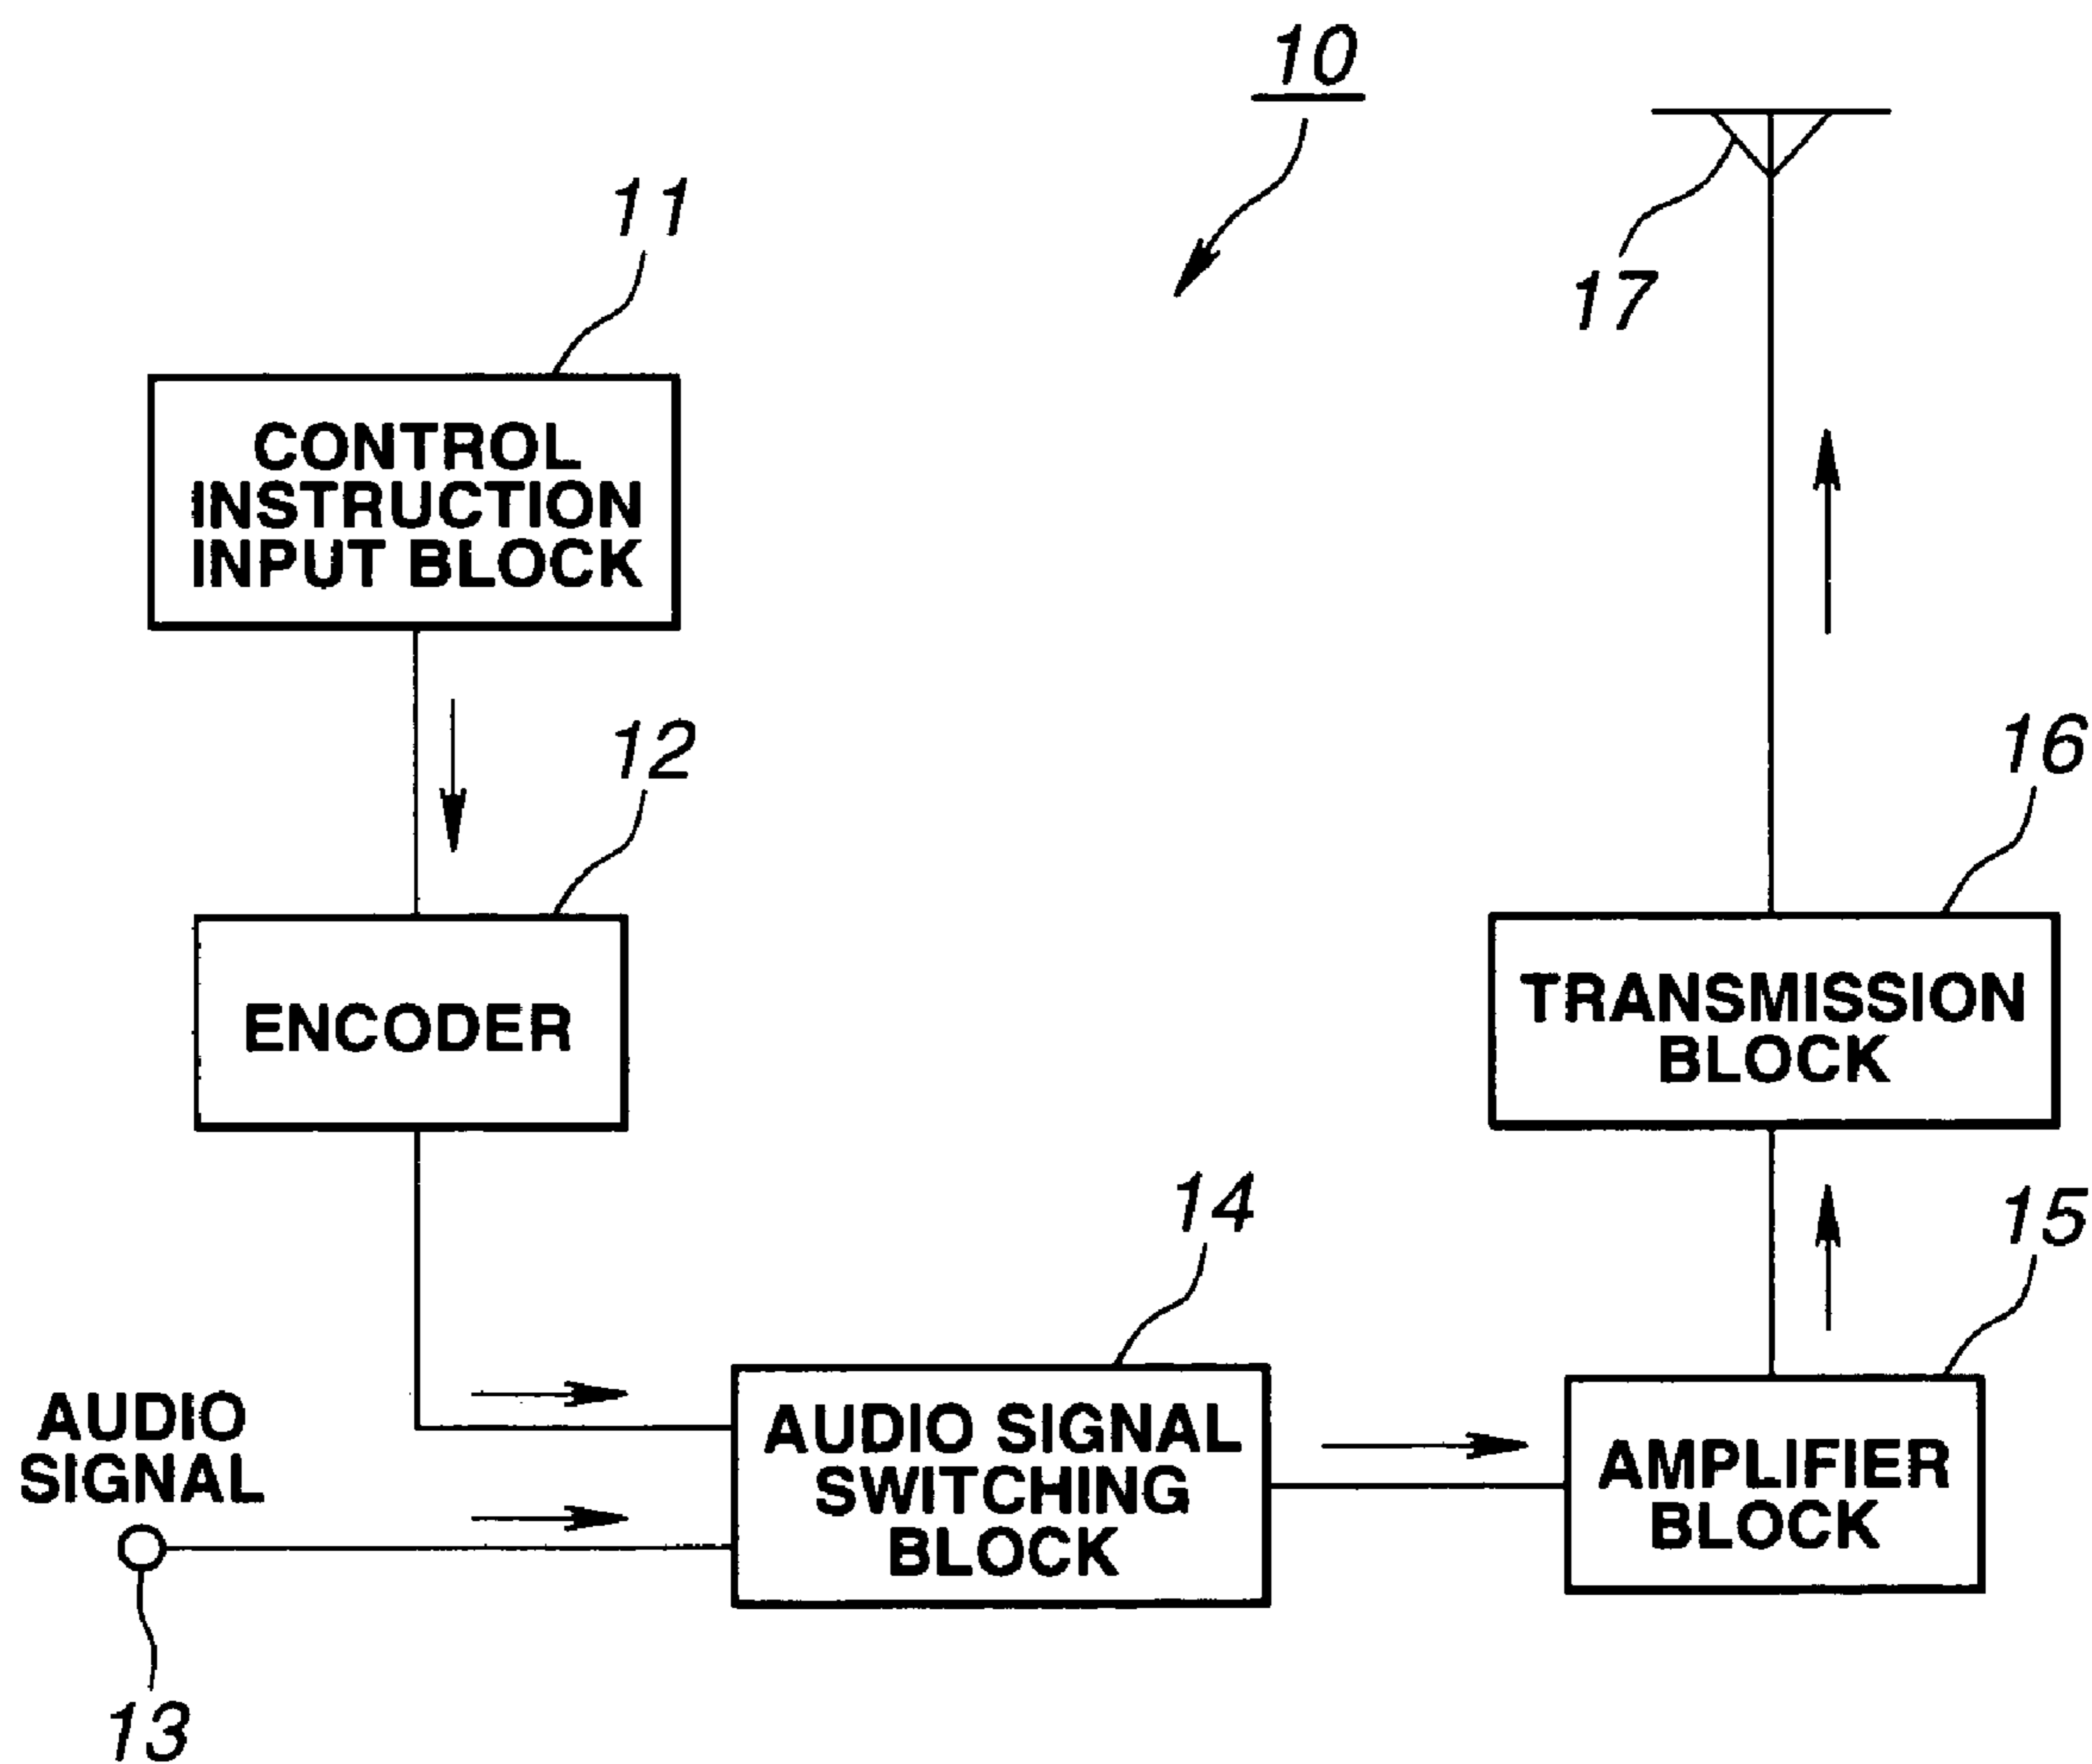 10
11
17
CONTROL
INSTRUCTION
INPUT BLOCK
12
16
ENCODER
TRANSMISSION
BLOCK
14
15
AUDIO
SIGNAL
AUDIO SIGNAL
SWITCHING
BLOCK
AMPLIFIER
BLOCK
13